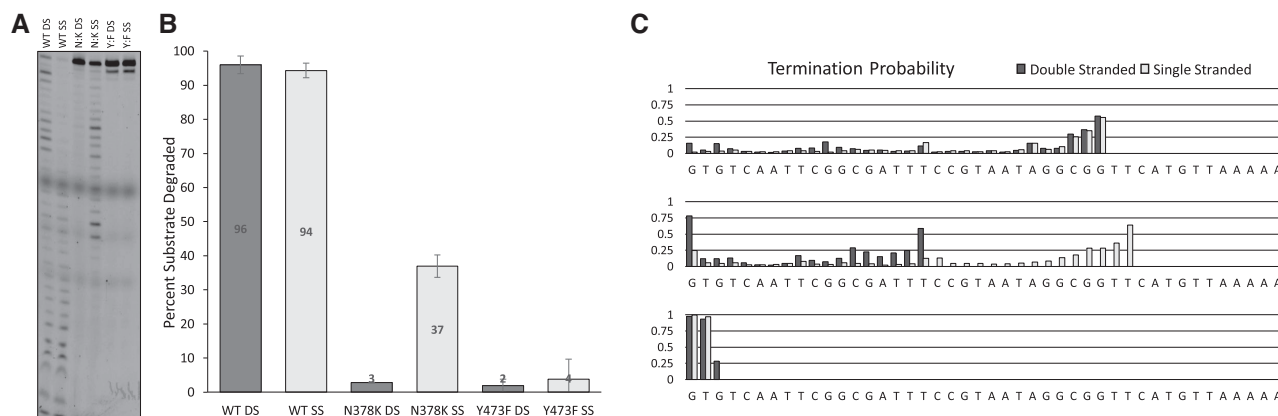 A
WT DS
WT SS
N:K DS
N:K SS
Y:F DS
Y:F SS
B
Percent Substrate Degraded
100
90
80
70
60
50
40
30
20
10
0
96
94
3
37
2
4
WT DS WT SS N378K DS N378K SS Y473F DS Y473F SS
C
Termination Probability
Double Stranded Single Stranded
1
0.75
0.5
0.25
0
G T G T C A A T T C G G C G A T T T C C G T A A T A G G C G G T T C A T G T T A A A A A
1
0.75
0.5
0.25
0
G T G T C A A T T C G G C G A T T T C C G T A A T A G G C G G T T C A T G T T A A A A A
1
0.75
0.5
0.25
0
G T G T C A A T T C G G C G A T T T C C G T A A T A G G C G G T T C A T G T T A A A A A